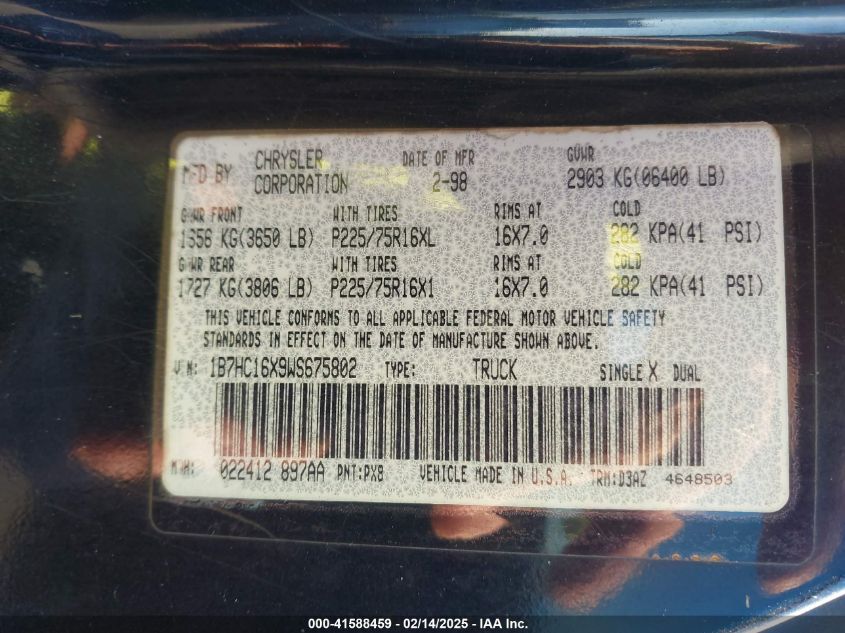 MFD BY CHRYSLER CORPORATION DATE OF MFR 2-98 GVWR 2903 KG(06400 LB)
GAWR FRONT WITH TIRES RIMS AT COLD
1656 KG(3650 LB) P225/75R16XL 16X7.0 282 KPA(41 PSI)
GAWR REAR WITH TIRES RIMS AT COLD
1727 KG(3806 LB) P225/75R16X1 16X7.0 282 KPA(41 PSI)
THIS VEHICLE CONFORMS TO ALL APPLICABLE FEDERAL MOTOR VEHICLE SAFETY
STANDARDS IN EFFECT ON THE DATE OF MANUFACTURE SHOWN ABOVE.
VIN: 1B7HC16X9WS675802 TYPE: TRUCK SINGLE X DUAL
MDH: 022412 897AA PNT:PX8 VEHICLE MADE IN U.S.A. TRM:D3AZ 4648503
000-41588459 - 02/14/2025 - IAA Inc.